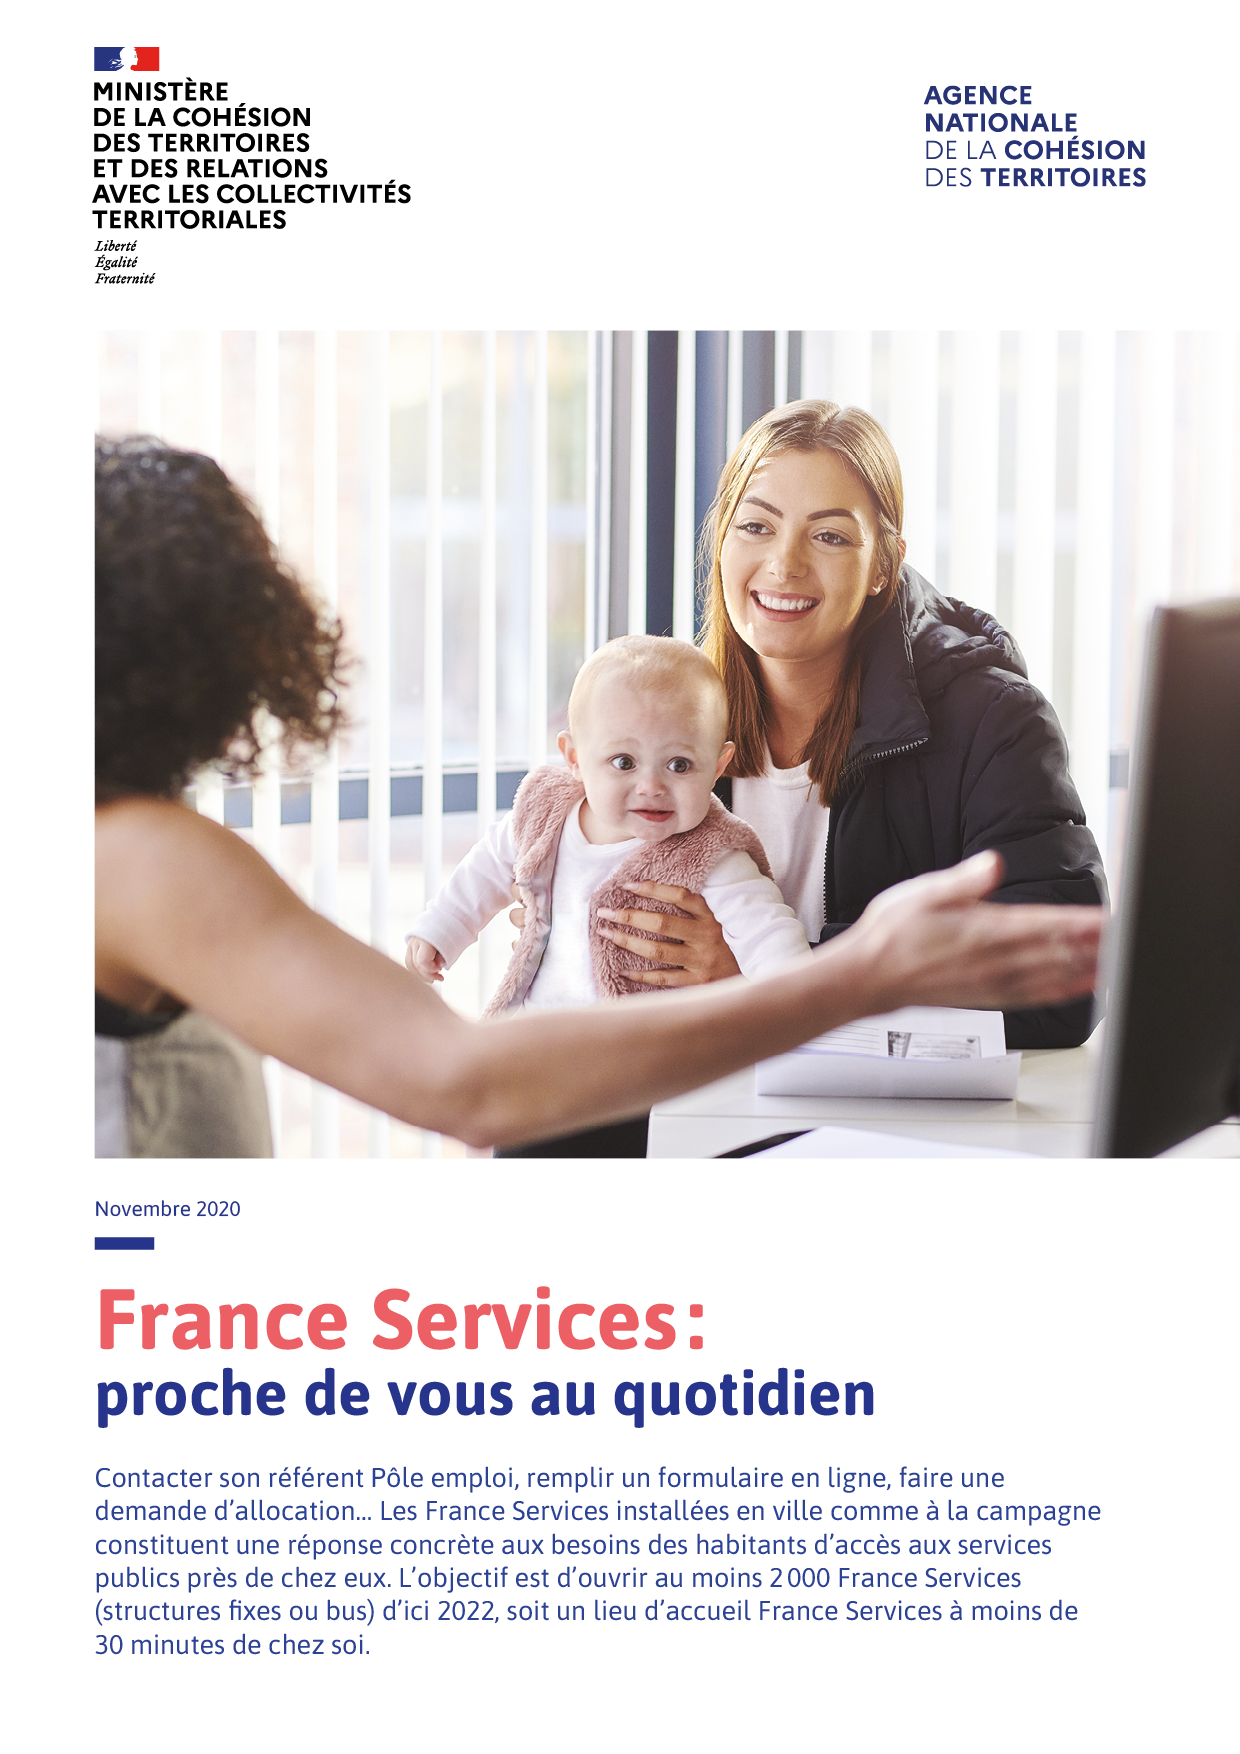 MINISTÈRE
DE LA COHÉSION
DES TERRITOIRES
ET DES RELATIONS
AVEC LES COLLECTIVITÉS
TERRITORIALES
Liberté
Égalité
Fraternité
AGENCE
NATIONALE
DE LA COHÉSION
DES TERRITOIRES
Novembre 2020
France Services :
proche de vous au quotidien
Contacter son référent Pôle emploi, remplir un formulaire en ligne, faire une
demande d’allocation... Les France Services installées en ville comme à la campagne
constituent une réponse concrète aux besoins des habitants d’accès aux services
publics près de chez eux. L’objectif est d’ouvrir au moins 2 000 France Services
(structures fixes ou bus) d’ici 2022, soit un lieu d’accueil France Services à moins de
30 minutes de chez soi.